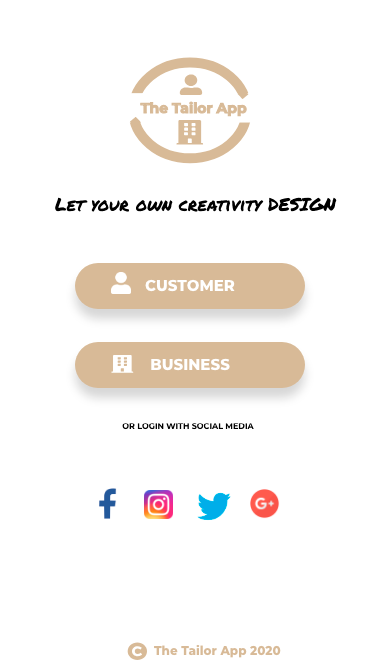 The Tailor App
Let your own creativity DESIGN
CUSTOMER
BUSINESS
OR LOGIN WITH SOCIAL MEDIA
f
G+
© The Tailor App 2020